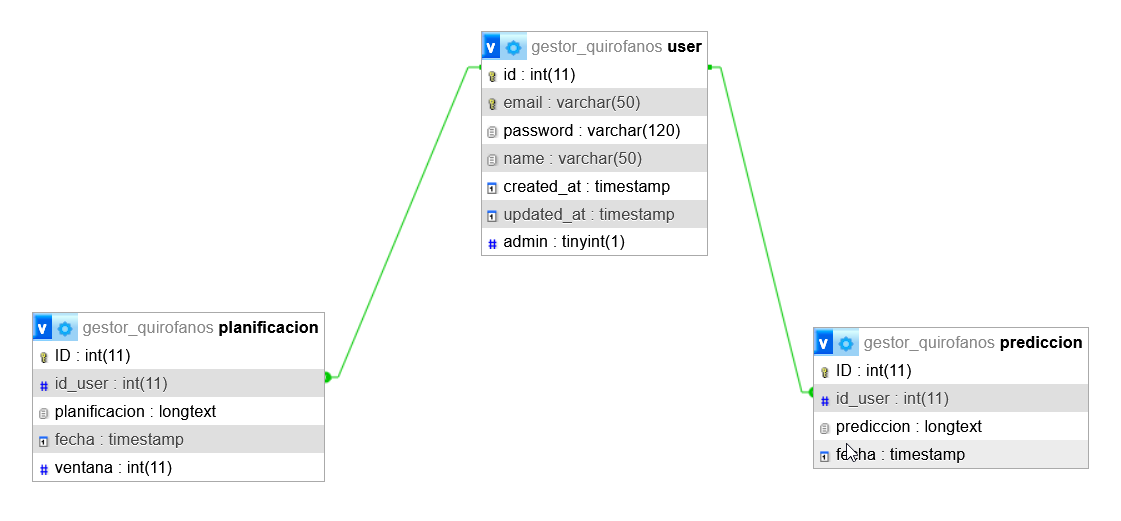 v gestor_quirofanos user
id : int(11)
email : varchar(50)
password : varchar(120)
name : varchar(50)
created_at : timestamp
updated_at : timestamp
# admin : tinyint(1)
v gestor_quirofanos planificacion
ID : int(11)
# id_user : int(11)
planificacion : longtext
fecha : timestamp
# ventana : int(11)
v gestor_quirofanos prediccion
ID : int(11)
# id_user : int(11)
prediccion : longtext
fecha : timestamp